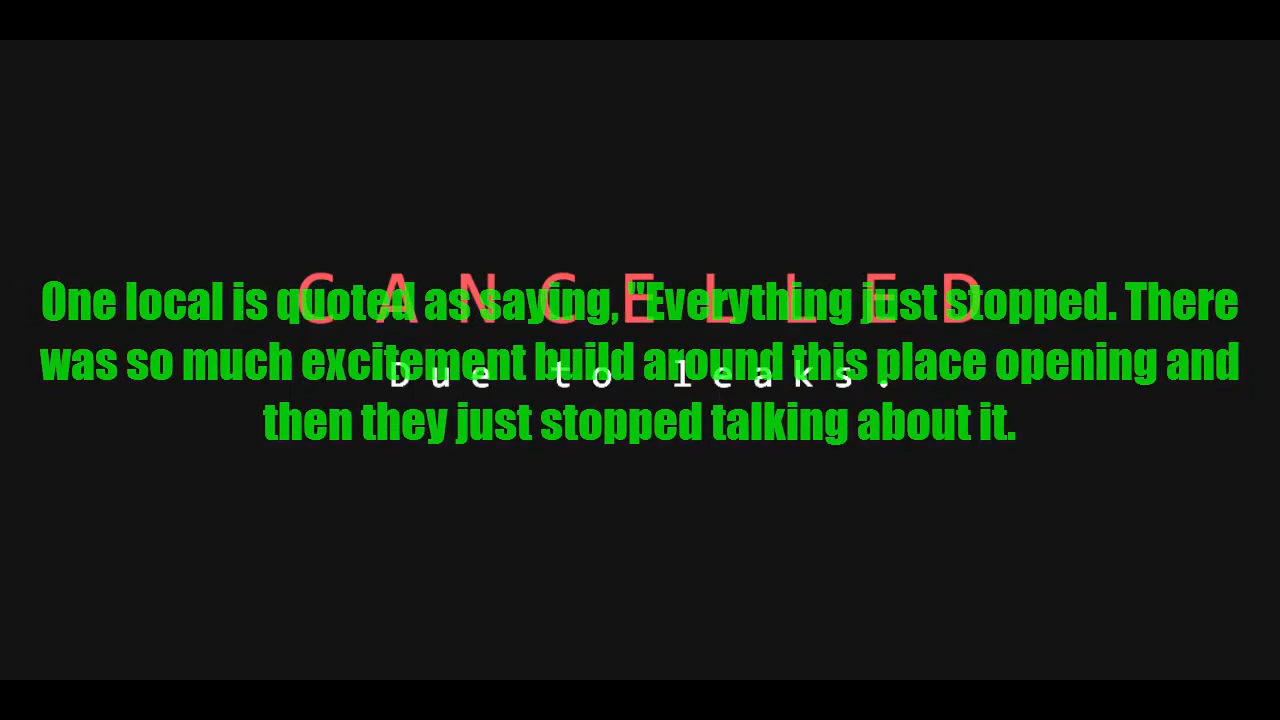 CANCELLED
One local is quoted as saying, "Everything just stopped. There
was so much excitement build around this place opening and
Due to leaks.
then they just stopped talking about it.